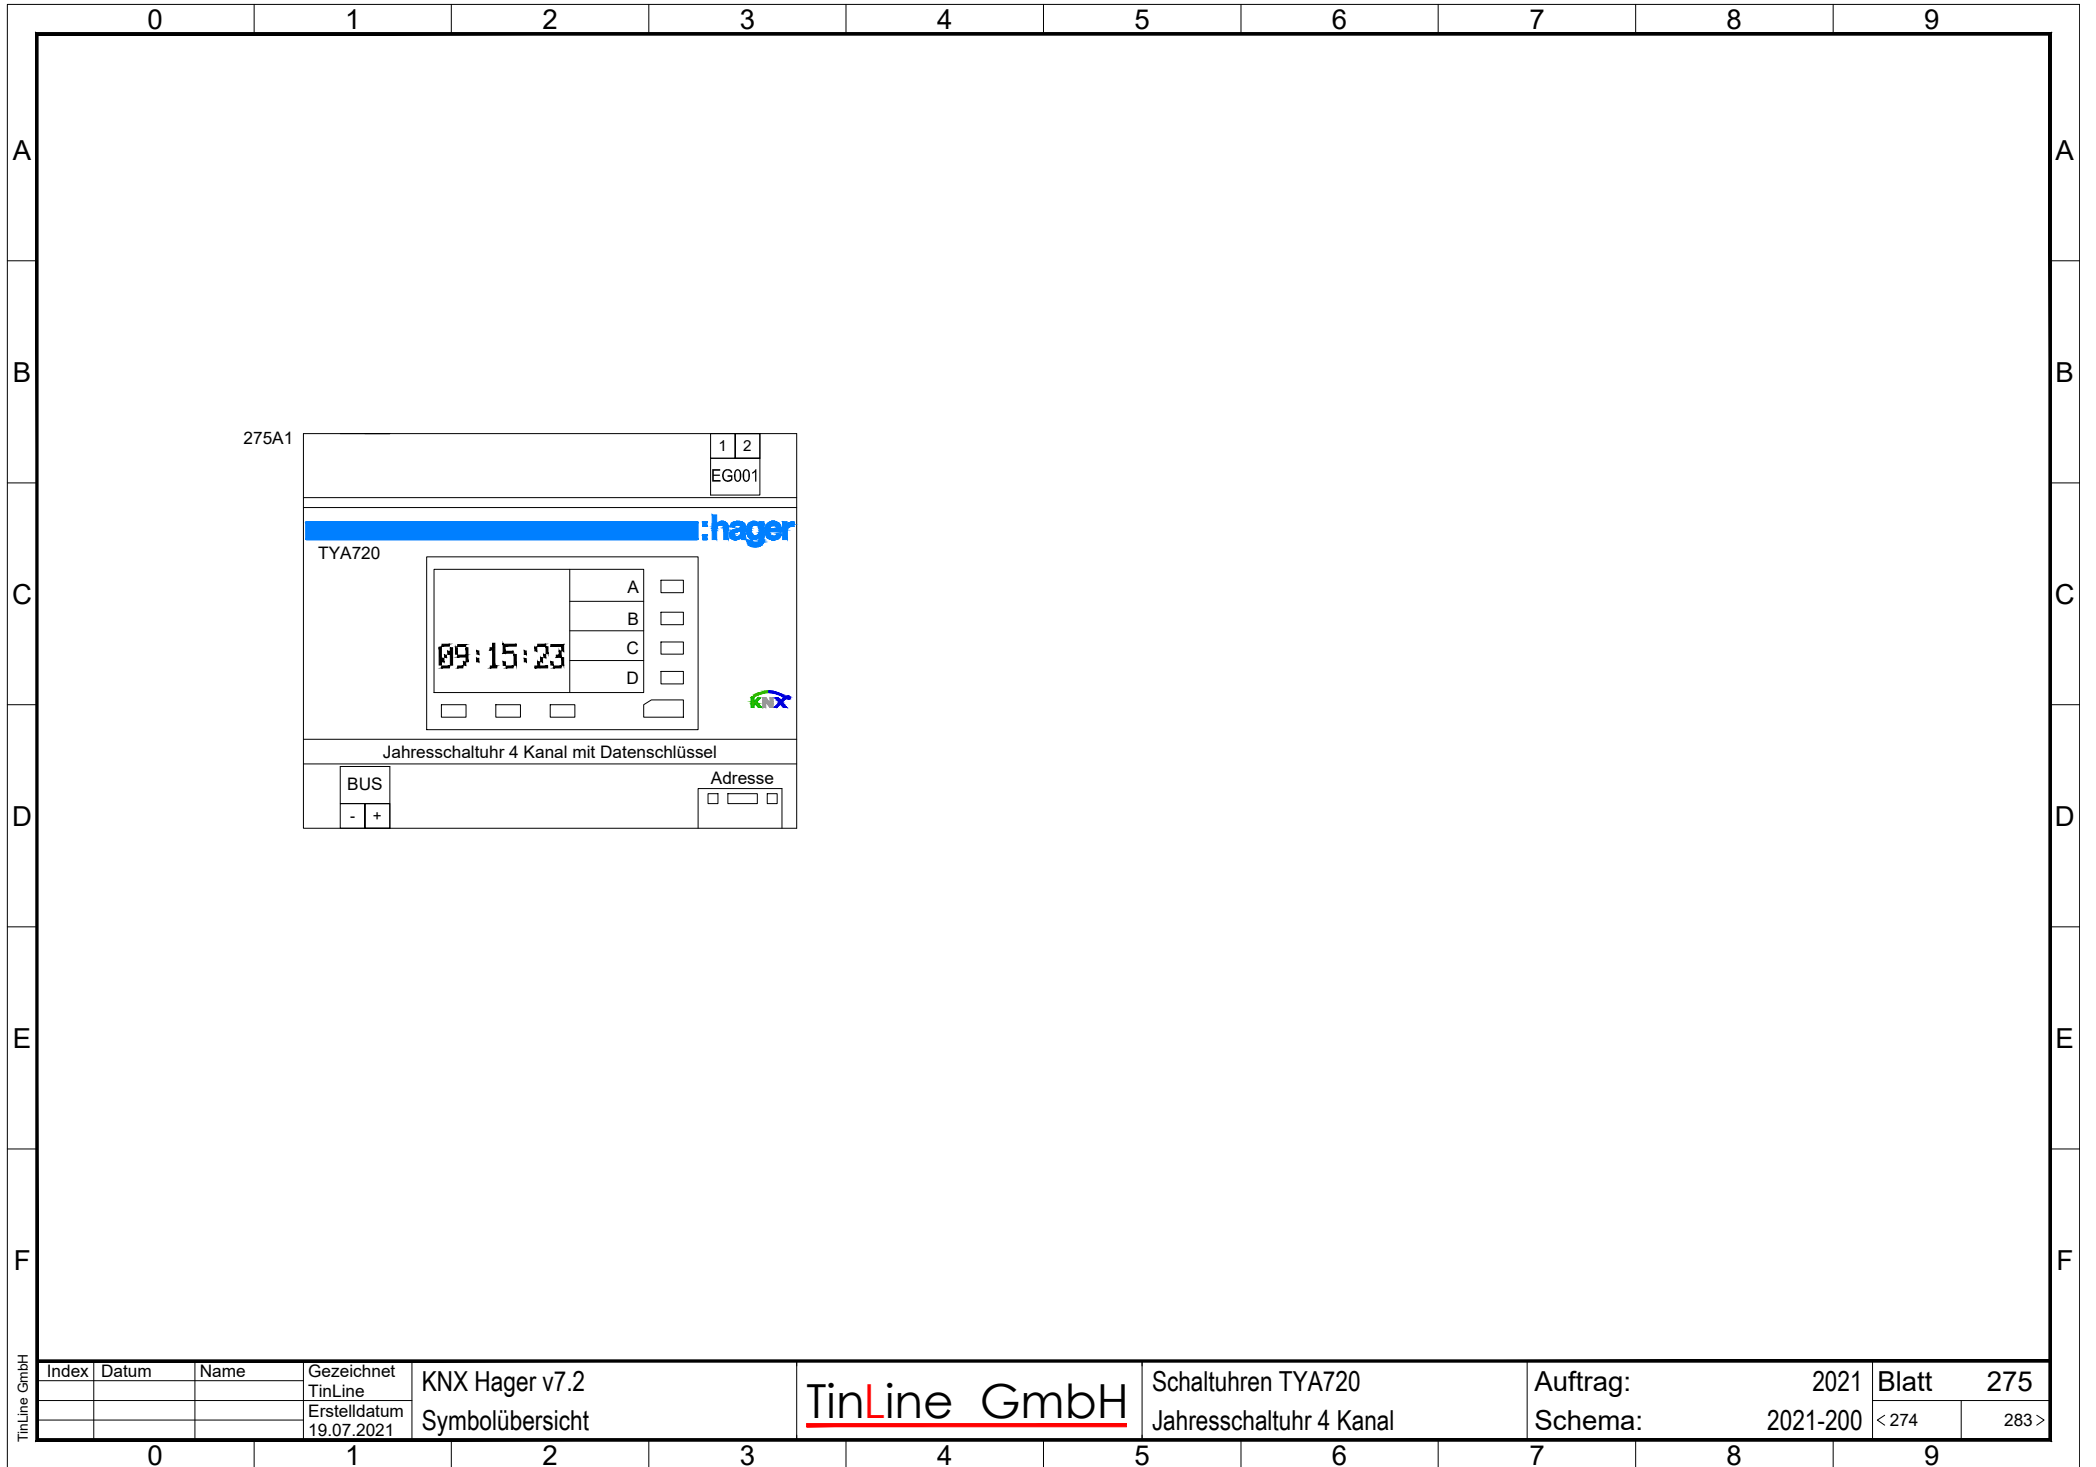 0 1 2 3 4 5 6 7 8 9
A A
B B
275A1
1 2
EG001
:hager
TYA720
A
B
C C
C
09:15:23
D
KNX
Jahresschaltuhr 4 Kanal mit Datenschlüssel
BUS
Adresse
- +
D D
E E
F F
TinLine GmbH
Index Datum Name Gezeichnet
TinLine
Erstelldatum
19.07.2021
KNX Hager v7.2
Symbolübersicht
TinLine GmbH
Schaltuhren TYA720
Jahresschaltuhr 4 Kanal
Auftrag: 2021
Schema: 2021-200
Blatt 275
< 274 283 >
0 1 2 3 4 5 6 7 8 9